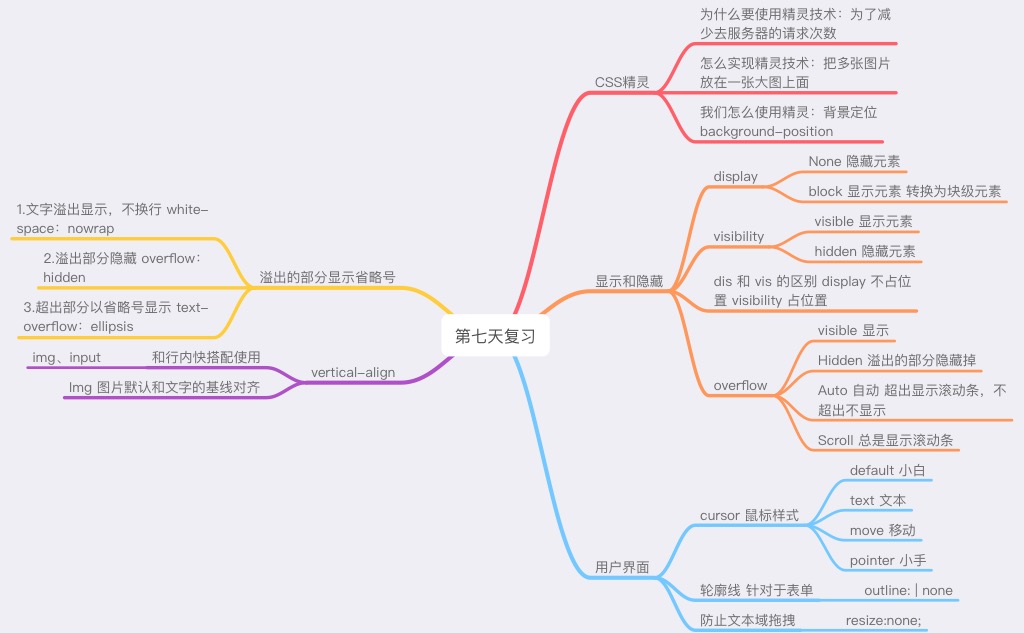 第七天复习
CSS精灵
为什么要使用精灵技术：为了减
少去服务器的请求次数
怎么实现精灵技术：把多张图片
放在一张大图上面
我们怎么使用精灵：背景定位
background-position
显示和隐藏
display
None 隐藏元素
block 显示元素 转换为块级元素
visibility
visible 显示元素
hidden 隐藏元素
dis 和 vis 的区别 display 不占位
置 visibility 占位置
overflow
visible 显示
Hidden 溢出的部分隐藏掉
Auto 自动 超出显示滚动条，不
超出不显示
Scroll 总是显示滚动条
用户界面
cursor 鼠标样式
default 小白
text 文本
move 移动
pointer 小手
轮廓线 针对于表单
outline: | none
防止文本域拖拽
resize:none;
溢出的部分显示省略号
1.文字溢出显示，不换行 white-
space：nowrap
2.溢出部分隐藏 overflow：
hidden
3.超出部分以省略号显示 text-
overflow：ellipsis
vertical-align
和行内快搭配使用
img、input
Img 图片默认和文字的基线对齐